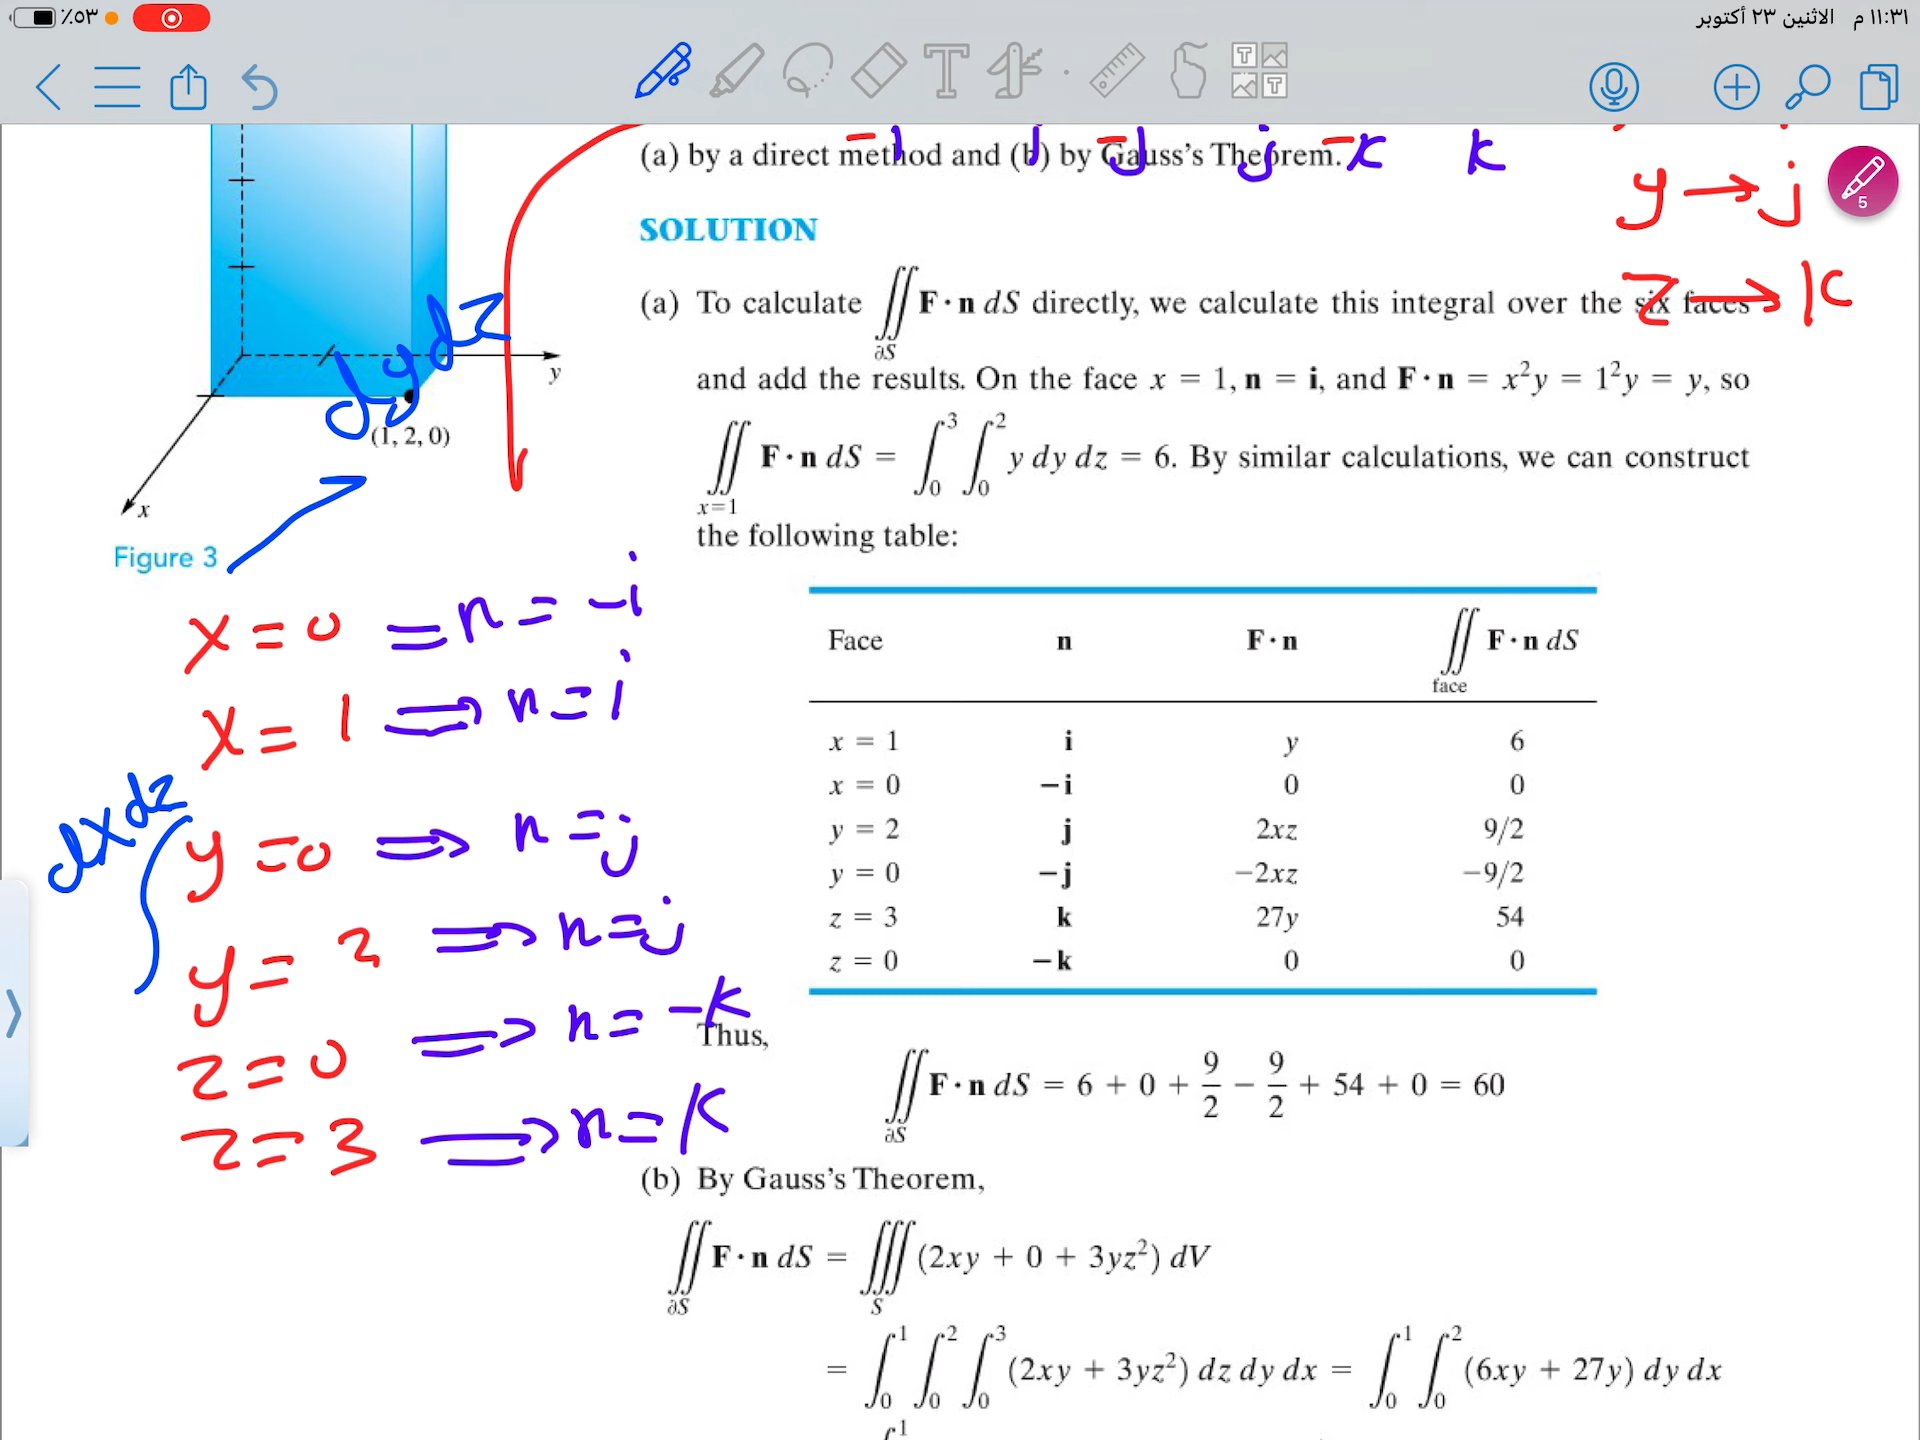 ٪٥٣
١١:٣١ م الاثنين ٢٣ أكتوبر
5
(a) by a direct method and (b) by Gauss's Theorem.
-i j -j j -k k
y → j
z → k
SOLUTION
(a) To calculate ∬∂S F · n dS directly, we calculate this integral over the six faces
and add the results. On the face x = 1, n = i, and F · n = x²y = 1²y = y, so
∬x=1 F · n dS = ∫₀³ ∫₀² y dy dz = 6. By similar calculations, we can construct
the following table:
y
dy dz
(1, 2, 0)
x
Figure 3
x = 0 = n = -i
x = 1 ⟹ n = i
dx dz
y = 0 ⟹ n = j
y = 2 ⟹ n = j
z = 0 ⟹ n = -k
z = 3 ⟹ n = k
Face n F · n ∬face F · n dS
x = 1 i y 6
x = 0 −i 0 0
y = 2 j 2xz 9/2
y = 0 −j −2xz −9/2
z = 3 k 27y 54
z = 0 −k 0 0
Thus,
∬∂S F · n dS = 6 + 0 + 9/2 − 9/2 + 54 + 0 = 60
(b) By Gauss's Theorem,
∬∂S F · n dS = ∭S (2xy + 0 + 3yz²) dV
= ∫₀¹ ∫₀² ∫₀³ (2xy + 3yz²) dz dy dx = ∫₀¹ ∫₀² (6xy + 27y) dy dx